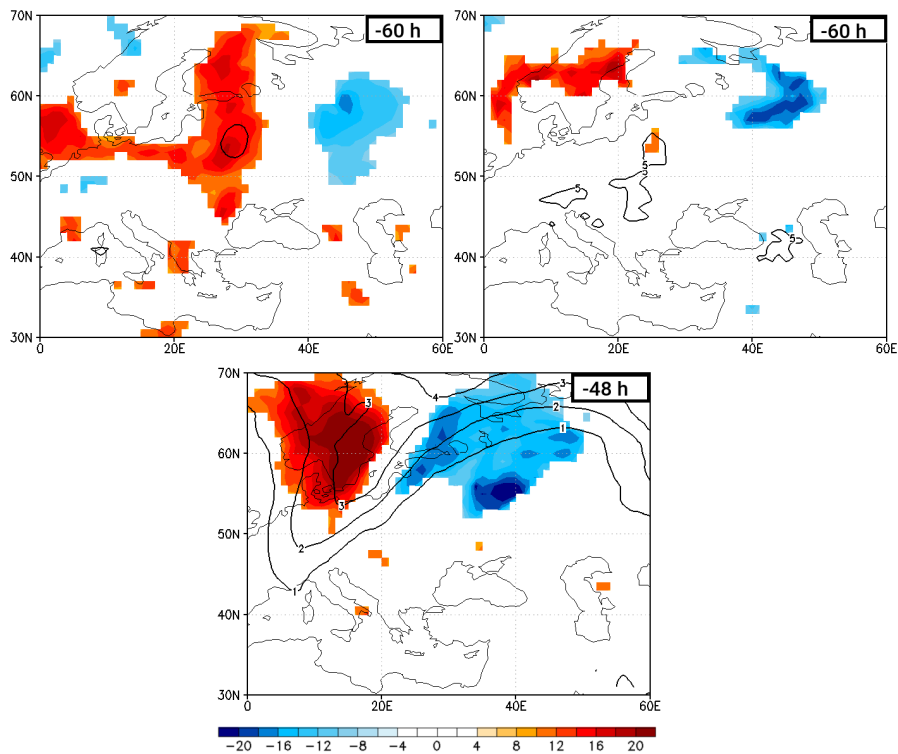 70N -60 h 70N -60 h
60N 60N
50N 5 5 50N
5 5
40N 40N
30N 30N
0 20E 40E 60E 0 20E 40E 60E
70N -48 h
3 4 3 2 1
60N
3
50N
2
1
40N
30N
0 20E 40E 60E
-20 -16 -12 -8 -4 0 4 8 12 16 20